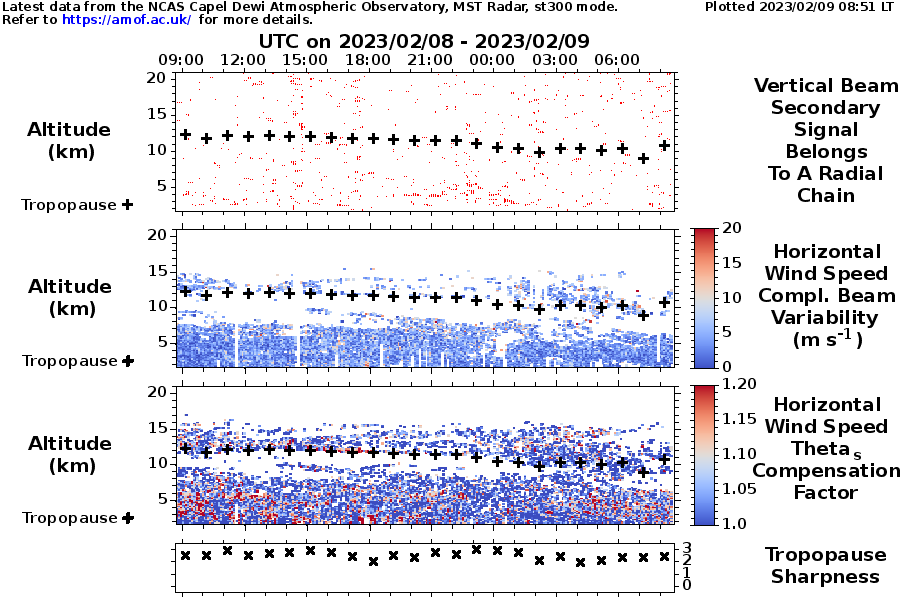 Latest data from the NCAS Capel Dewi Atmospheric Observatory, MST Radar, st300 mode.
Plotted 2023/02/09 08:51 LT
Refer to https://amof.ac.uk/ for more details.
UTC on 2023/02/08 - 2023/02/09
09:00 12:00 15:00 18:00 21:00 00:00 03:00 06:00
20
15
10
5
Altitude
(km)
Tropopause +
Vertical Beam
Secondary
Signal
Belongs
To A Radial
Chain
20
15
10
5
Altitude
(km)
Tropopause +
20
15
10
5
0
Horizontal
Wind Speed
Compl. Beam
Variability
(m s-1)
20
15
10
5
Altitude
(km)
Tropopause +
1.20
1.15
1.10
1.05
1.0
Horizontal
Wind Speed
Theta s
Compensation
Factor
3
2
1
0
Tropopause
Sharpness